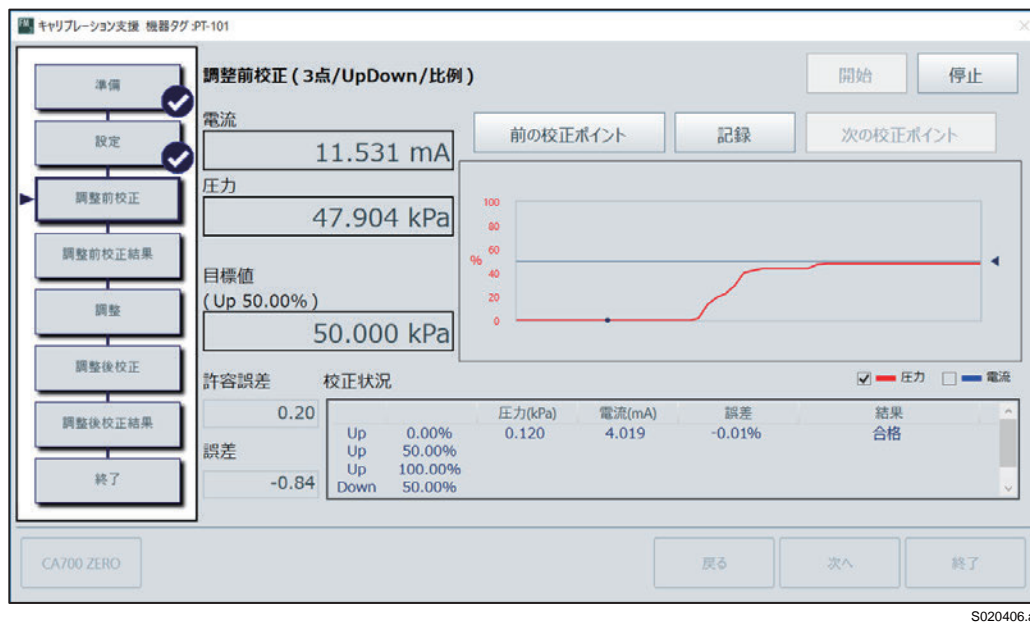 キャリブレーション支援 機器タグ:PT-101
準備
設定
調整前校正
調整前校正結果
調整
調整後校正
調整後校正結果
終了
調整前校正 ( 3点/UpDown/比例 )
開始
停止
電流
11.531 mA
前の校正ポイント
記録
次の校正ポイント
圧力
47.904 kPa
目標値
( Up 50.00% )
50.000 kPa
100
80
60
%
40
20
0
圧力
電流
許容誤差
0.20
誤差
-0.84
校正状況
圧力(kPa) 電流(mA) 誤差 結果
Up 0.00% 0.120 4.019 -0.01% 合格
Up 50.00%
Up 100.00%
Down 50.00%
CA700 ZERO
戻る
次へ
終了